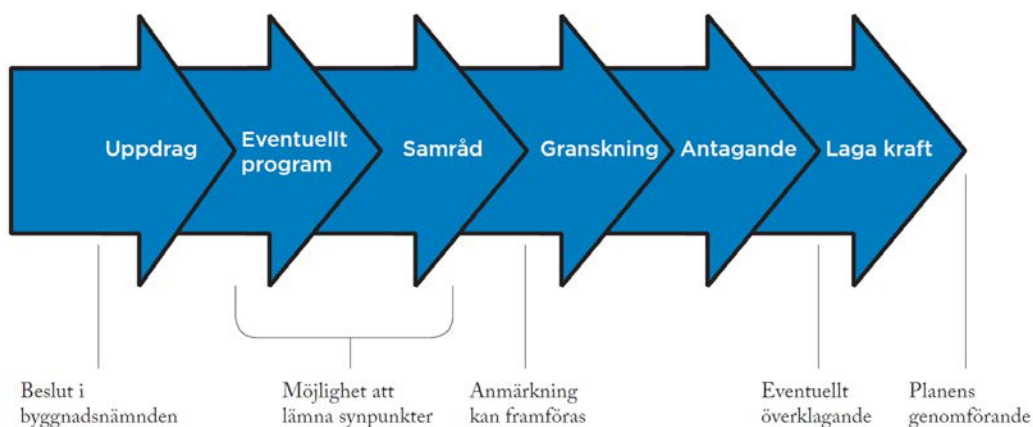 Uppdrag
Eventuellt
program
Samråd
Granskning
Antagande
Laga kraft
Beslut i
byggnadsnämnden
Möjlighet att
lämna synpunkter
Anmärkning
kan framföras
Eventuellt
överklagande
Planens
genomförande